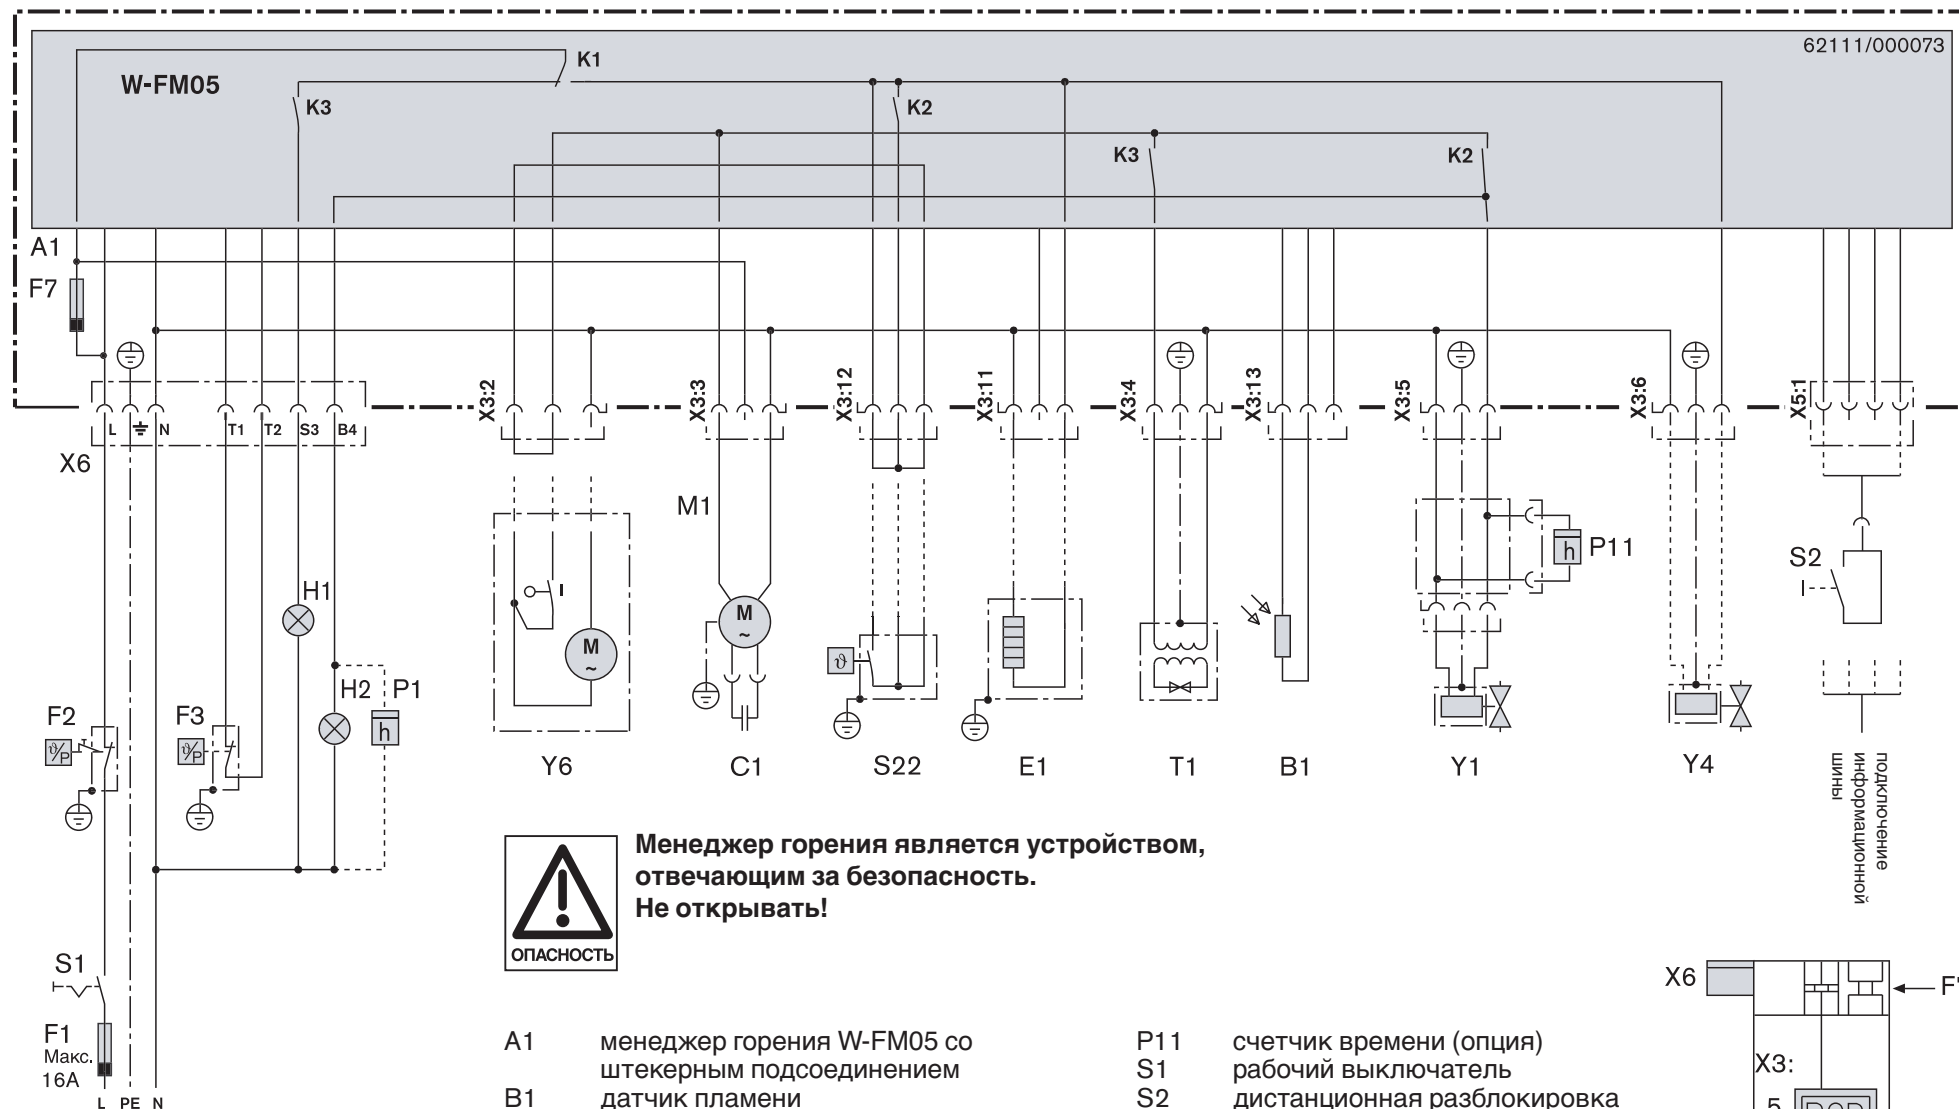 62111/000073
W-FM05
K1
K3
K2
K3
K2
A1
F7
X3:2
X3:3
X3:12
X3:11
X3:4
X3:13
X3:5
X3:6
X5:1
L N T1 T2 S3 B4
X6
M1
h P11
S2
I
H1
M
~
M
~
ϑ
H2 P1
h
F2
ϑ/P
F3
ϑ/P
Y6 C1 S22 E1 T1 B1 Y1 Y4
подключение
информационной
шины
Менеджер горения является устройством,
отвечающим за безопасность.
Не открывать!
ОПАСНОСТЬ
S1
F1
Макс.
16A
L PE N
A1 менеджер горения W-FM05 со
штекерным подсоединением
B1 датчик пламени
P11 счетчик времени (опция)
S1 рабочий выключатель
S2 дистанционная разблокировка
X6
X3:
5